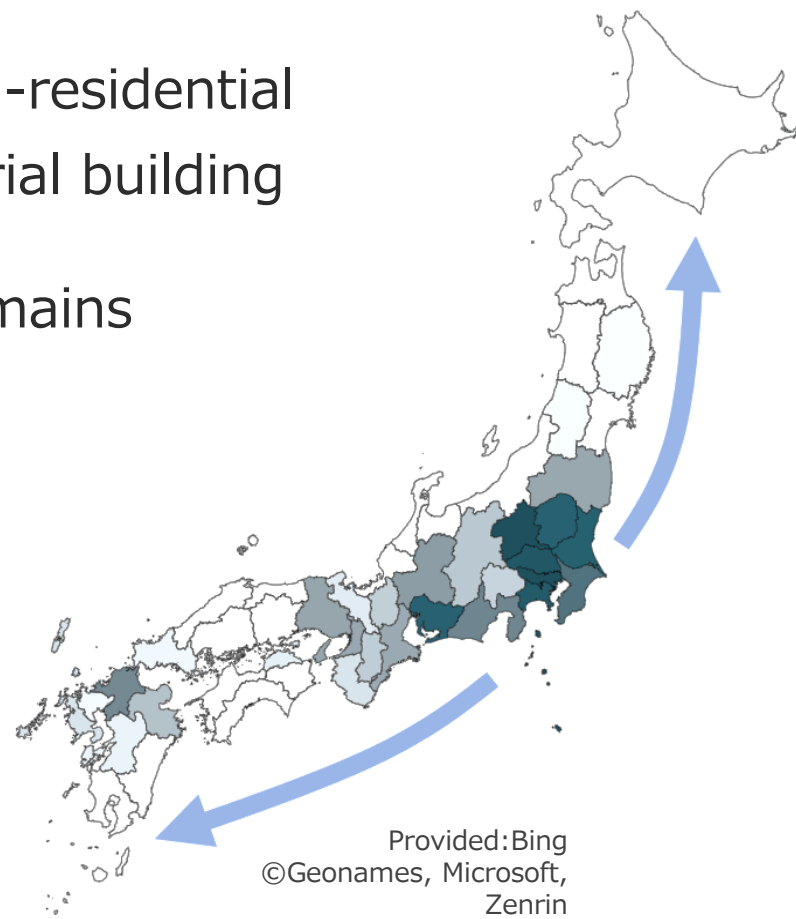 -residential
rial building
mains
Provided:Bing
©Geonames, Microsoft,
Zenrin